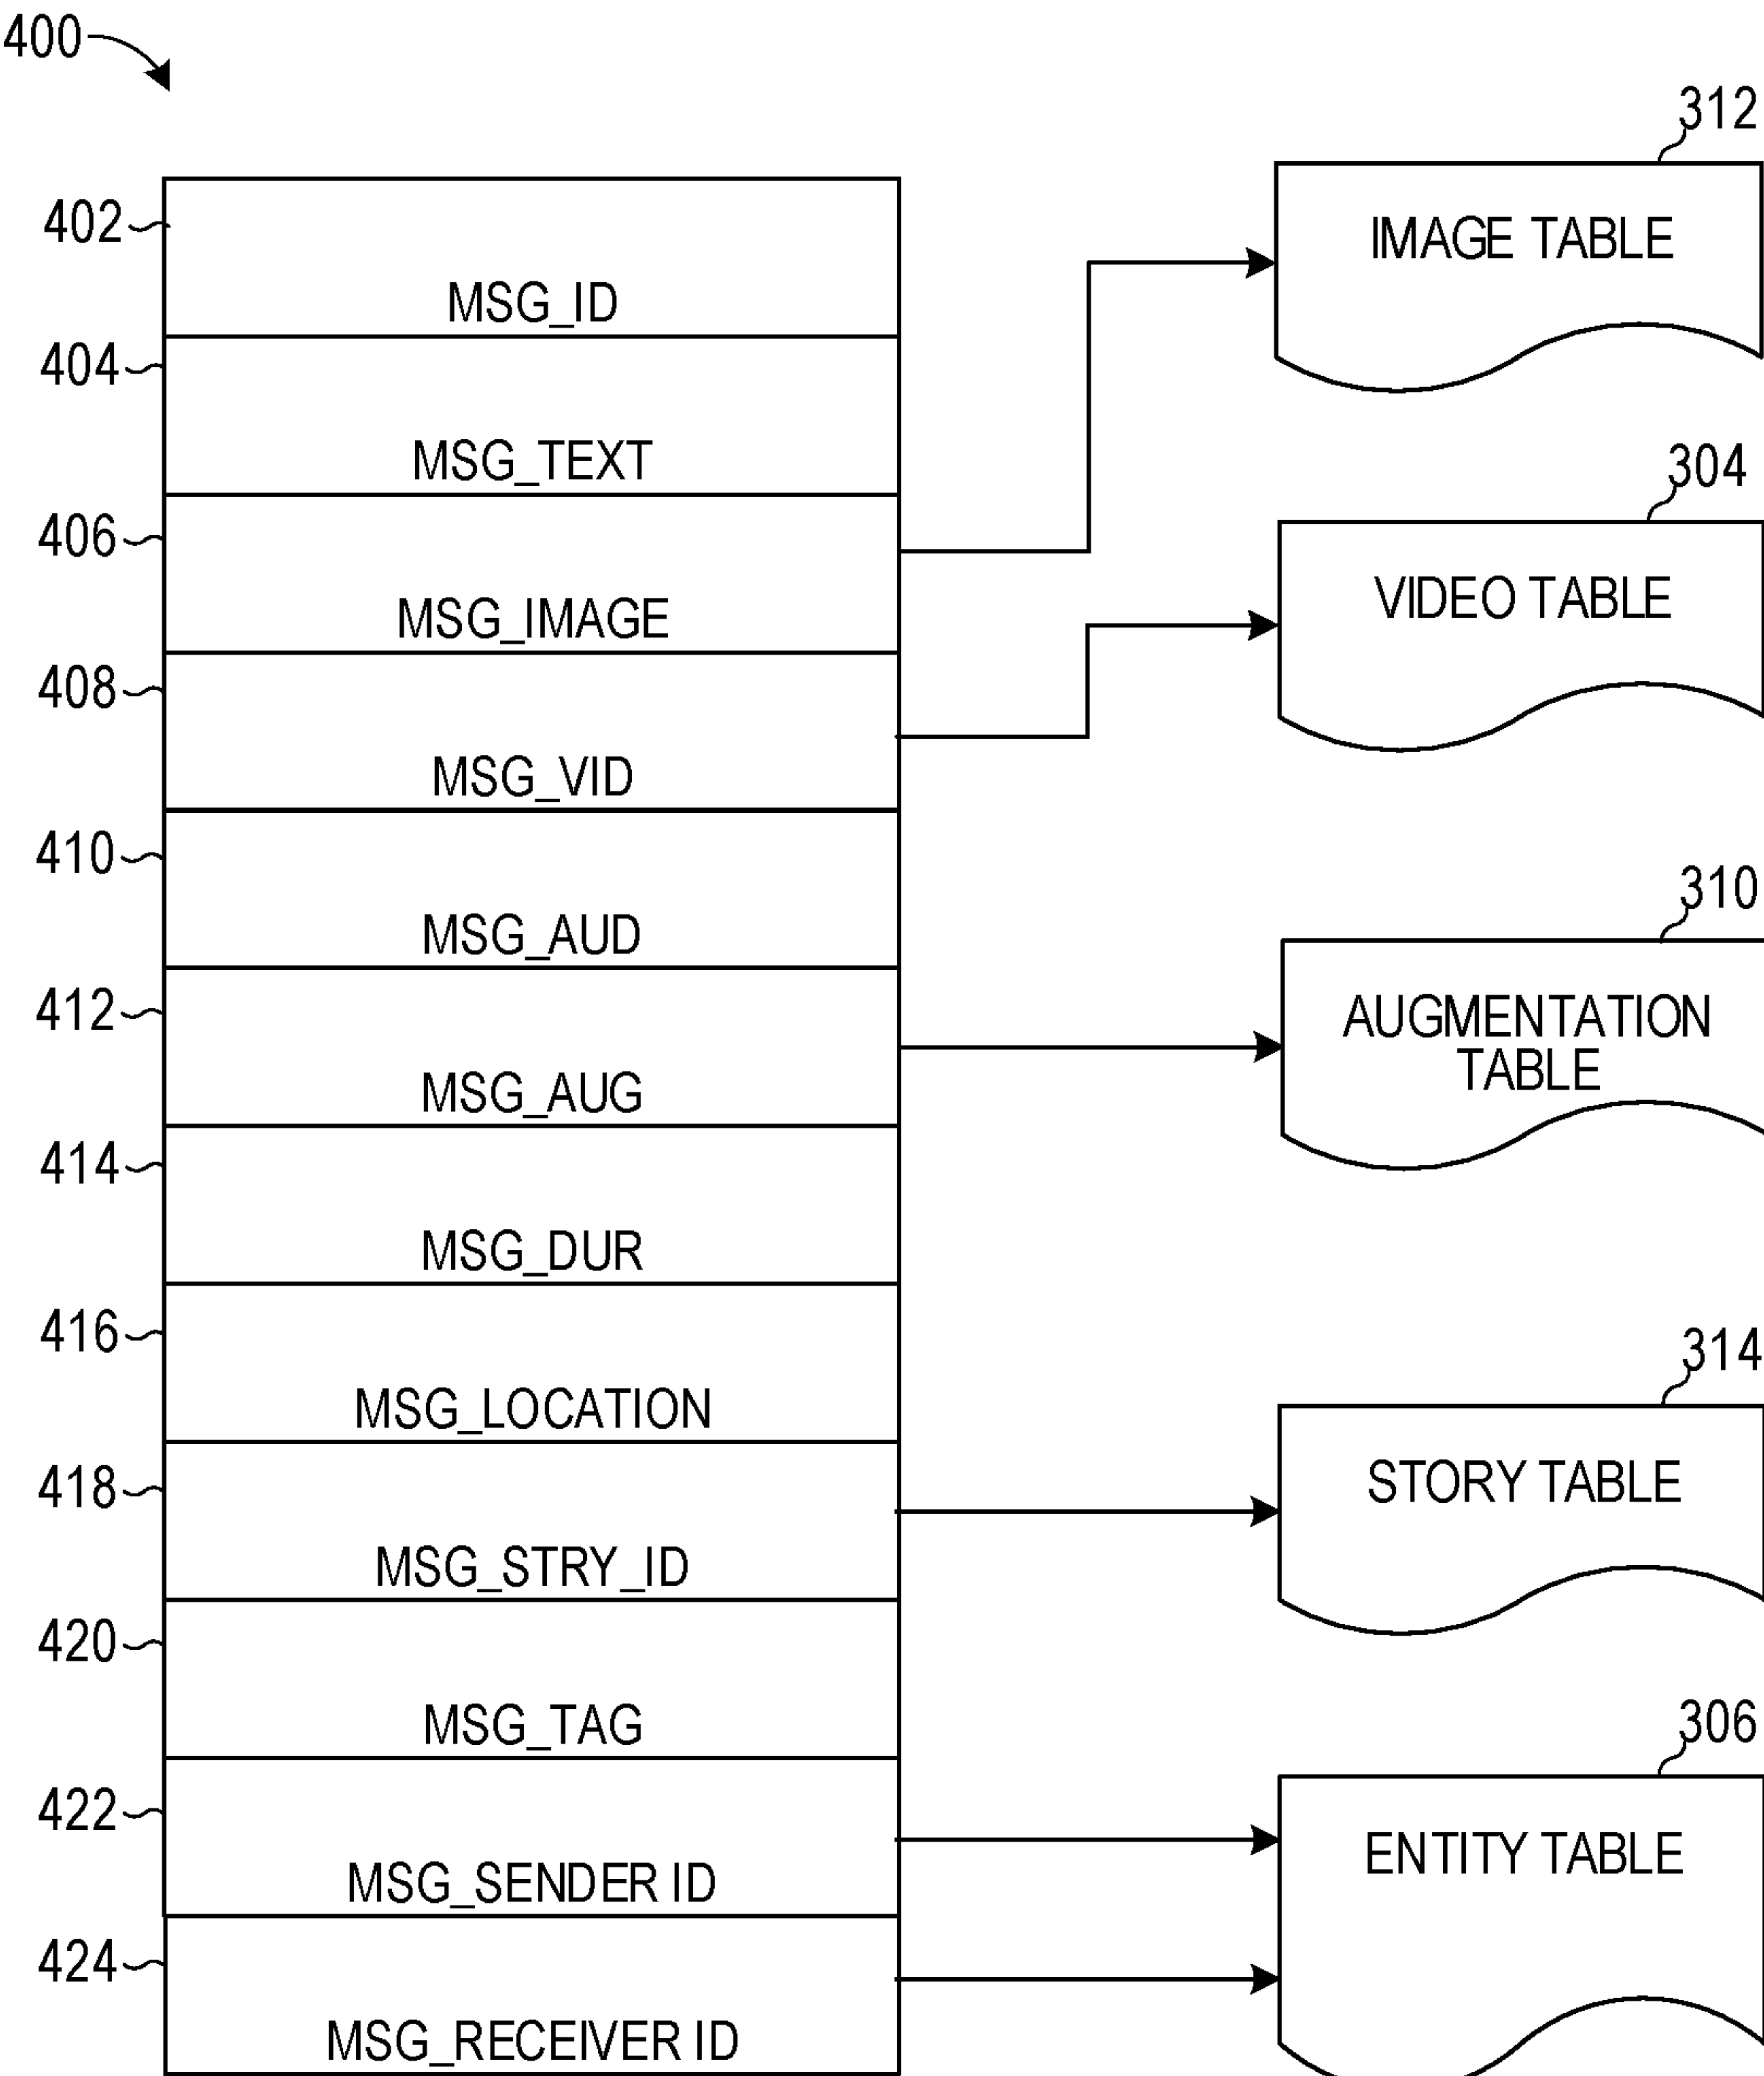 400
312
402
IMAGE TABLE
MSG_ID
404
MSG_TEXT
304
406
VIDEO TABLE
MSG_IMAGE
408
MSG_VID
410
310
MSG_AUD
412
AUGMENTATION
TABLE
MSG_AUG
414
MSG_DUR
416
314
MSG_LOCATION
418
STORY TABLE
MSG_STRY_ID
420
306
MSG_TAG
422
ENTITY TABLE
MSG_SENDER ID
424
MSG_RECEIVER ID